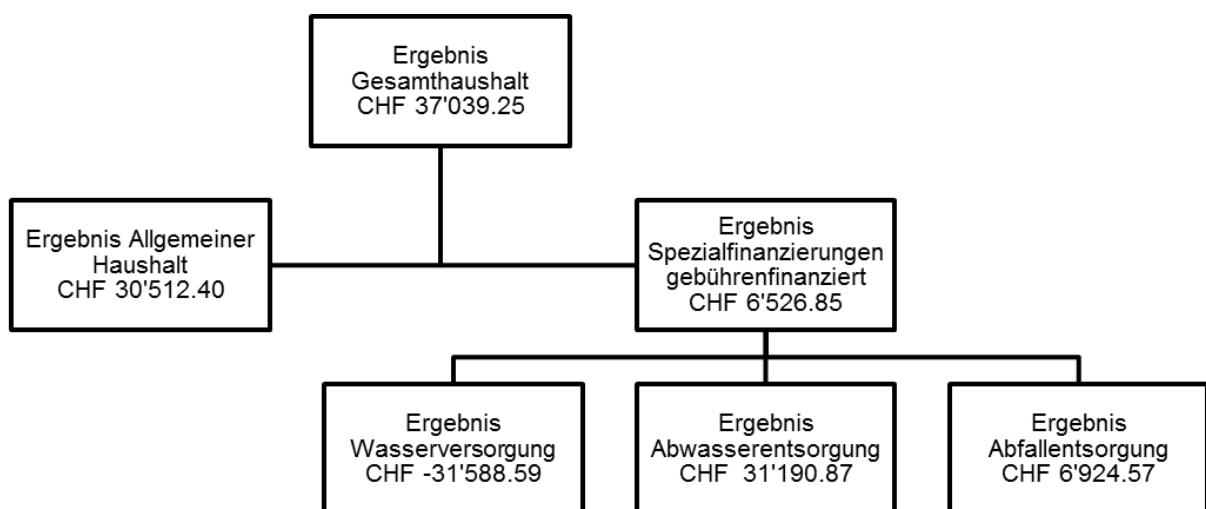 Ergebnis
Gesamthaushalt
CHF 37'039.25
Ergebnis Allgemeiner
Haushalt
CHF 30'512.40
Ergebnis
Spezialfinanzierungen
gebührenfinanziert
CHF 6'526.85
Ergebnis
Wasserversorgung
CHF -31'588.59
Ergebnis
Abwasserentsorgung
CHF  31'190.87
Ergebnis
Abfallentsorgung
CHF 6'924.57